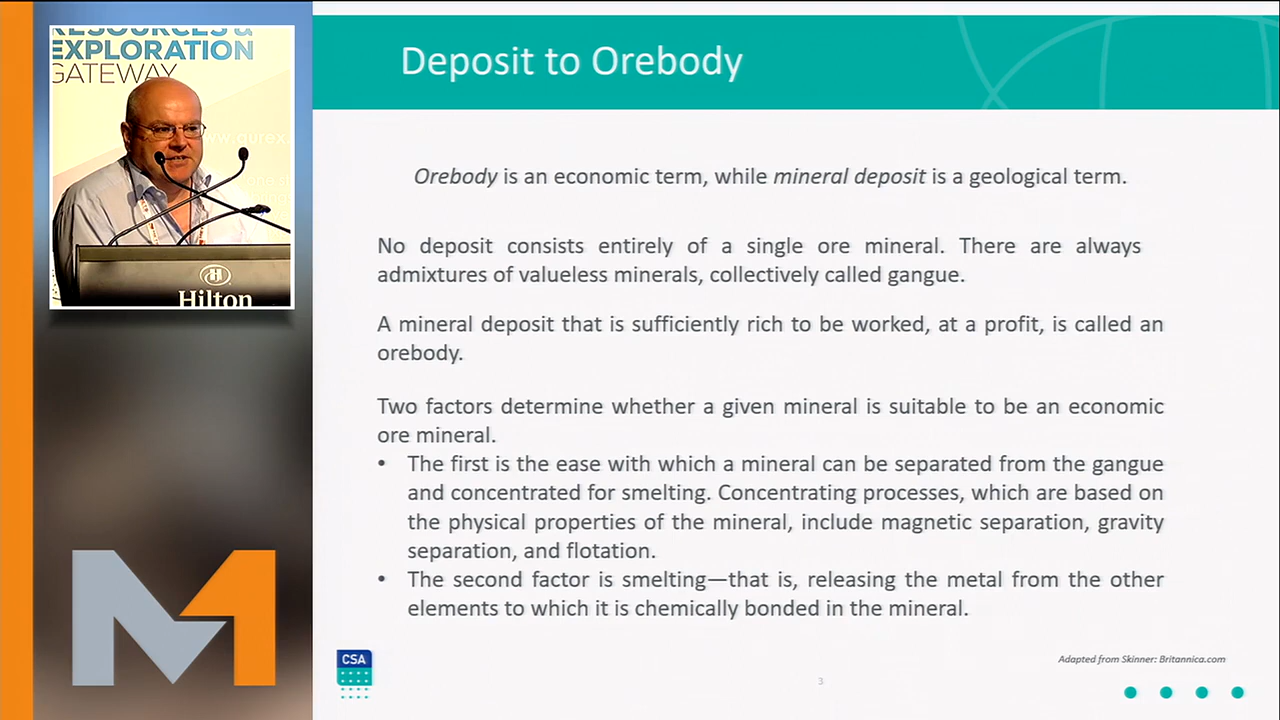 RESOURCES &
EXPLORATION
GATEWAY
Hilton
M1
Deposit to Orebody
Orebody is an economic term, while mineral deposit is a geological term.
No deposit consists entirely of a single ore mineral. There are always
admixtures of valueless minerals, collectively called gangue.
A mineral deposit that is sufficiently rich to be worked, at a profit, is called an
orebody.
Two factors determine whether a given mineral is suitable to be an economic
ore mineral.
• The first is the ease with which a mineral can be separated from the gangue
and concentrated for smelting. Concentrating processes, which are based on
the physical properties of the mineral, include magnetic separation, gravity
separation, and flotation.
• The second factor is smelting—that is, releasing the metal from the other
elements to which it is chemically bonded in the mineral.
CSA
Adapted from Skinner: Britannica.com
3